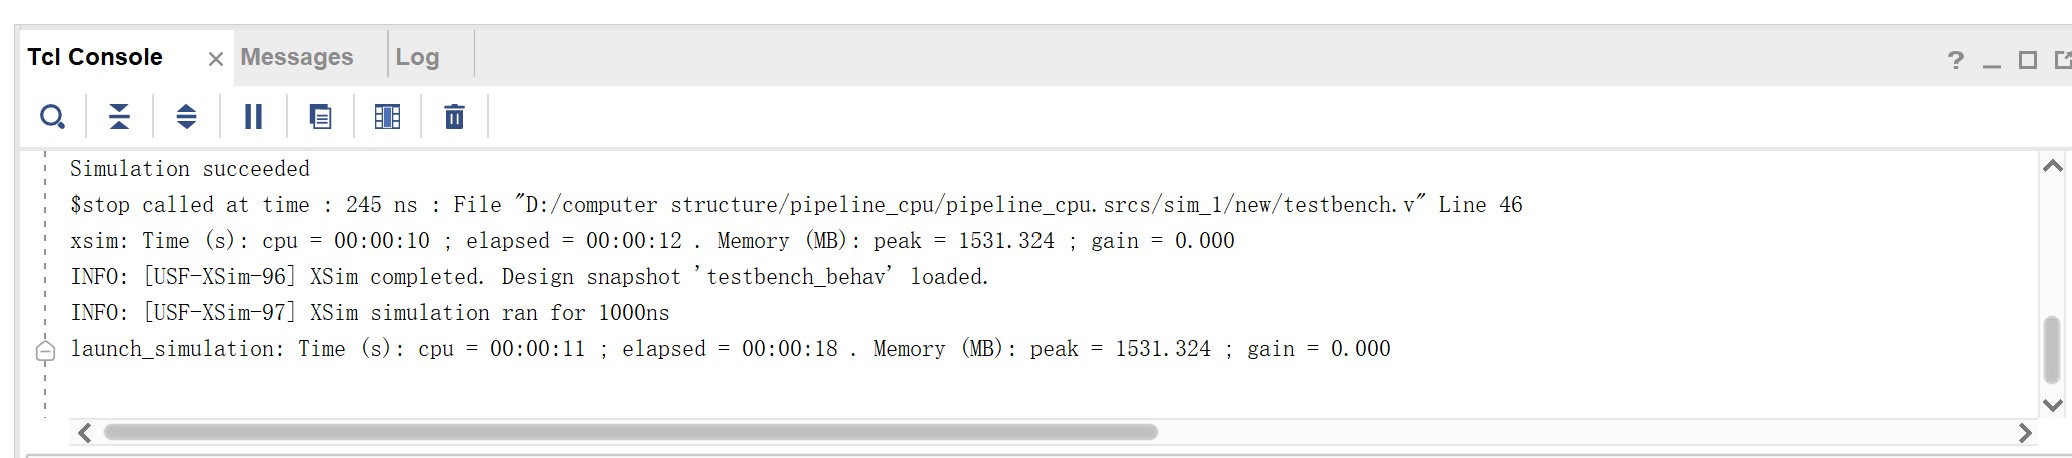 Tcl Console × Messages Log ?
Simulation succeeded
$stop called at time : 245 ns : File "D:/computer structure/pipeline_cpu/pipeline_cpu.srcs/sim_1/new/testbench.v" Line 46
xsim: Time (s): cpu = 00:00:10 ; elapsed = 00:00:12 . Memory (MB): peak = 1531.324 ; gain = 0.000
INFO: [USF-XSim-96] XSim completed. Design snapshot 'testbench_behav' loaded.
INFO: [USF-XSim-97] XSim simulation ran for 1000ns
launch_simulation: Time (s): cpu = 00:00:11 ; elapsed = 00:00:18 . Memory (MB): peak = 1531.324 ; gain = 0.000